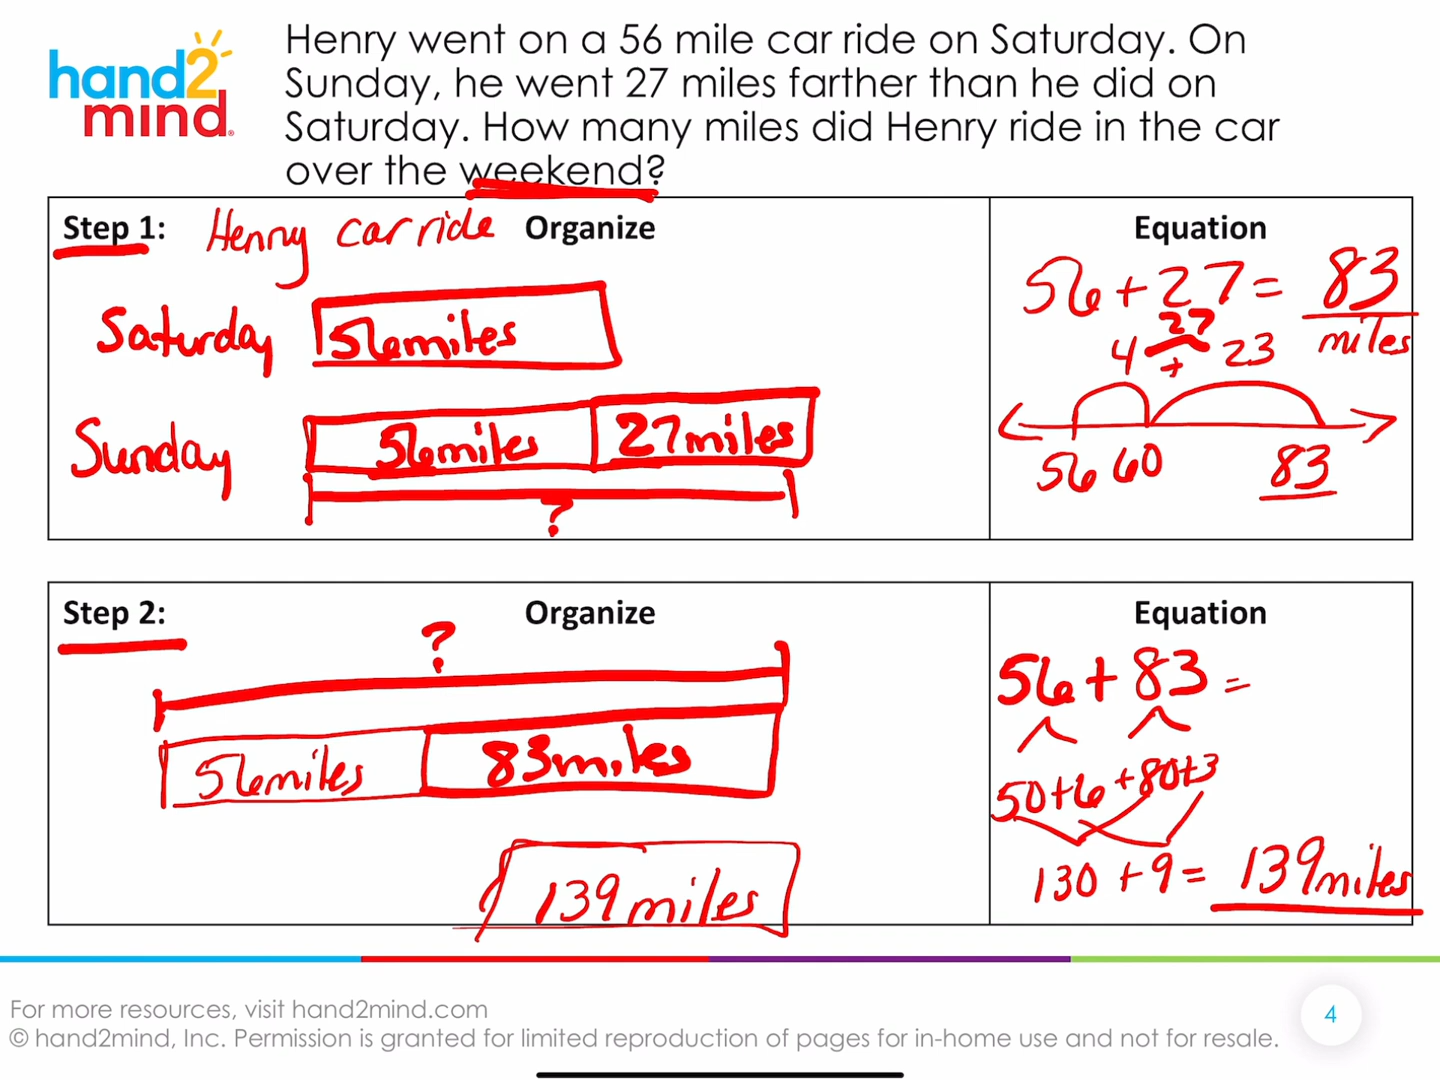 hand2
mind
Henry went on a 56 mile car ride on Saturday. On
Sunday, he went 27 miles farther than he did on
Saturday. How many miles did Henry ride in the car
over the weekend?
Step 1: Henry car ride Organize
Saturday 56 miles
Sunday 56 miles 27 miles
?
Equation
56 + 27 = 83
miles
27
4 + 23
56 60 83
Step 2: Organize
?
56 miles 83 miles
139 miles
Equation
56 + 83 =
50+6 +80+3
130 + 9 = 139 miles
For more resources, visit hand2mind.com
© hand2mind, Inc. Permission is granted for limited reproduction of pages for in-home use and not for resale.
4